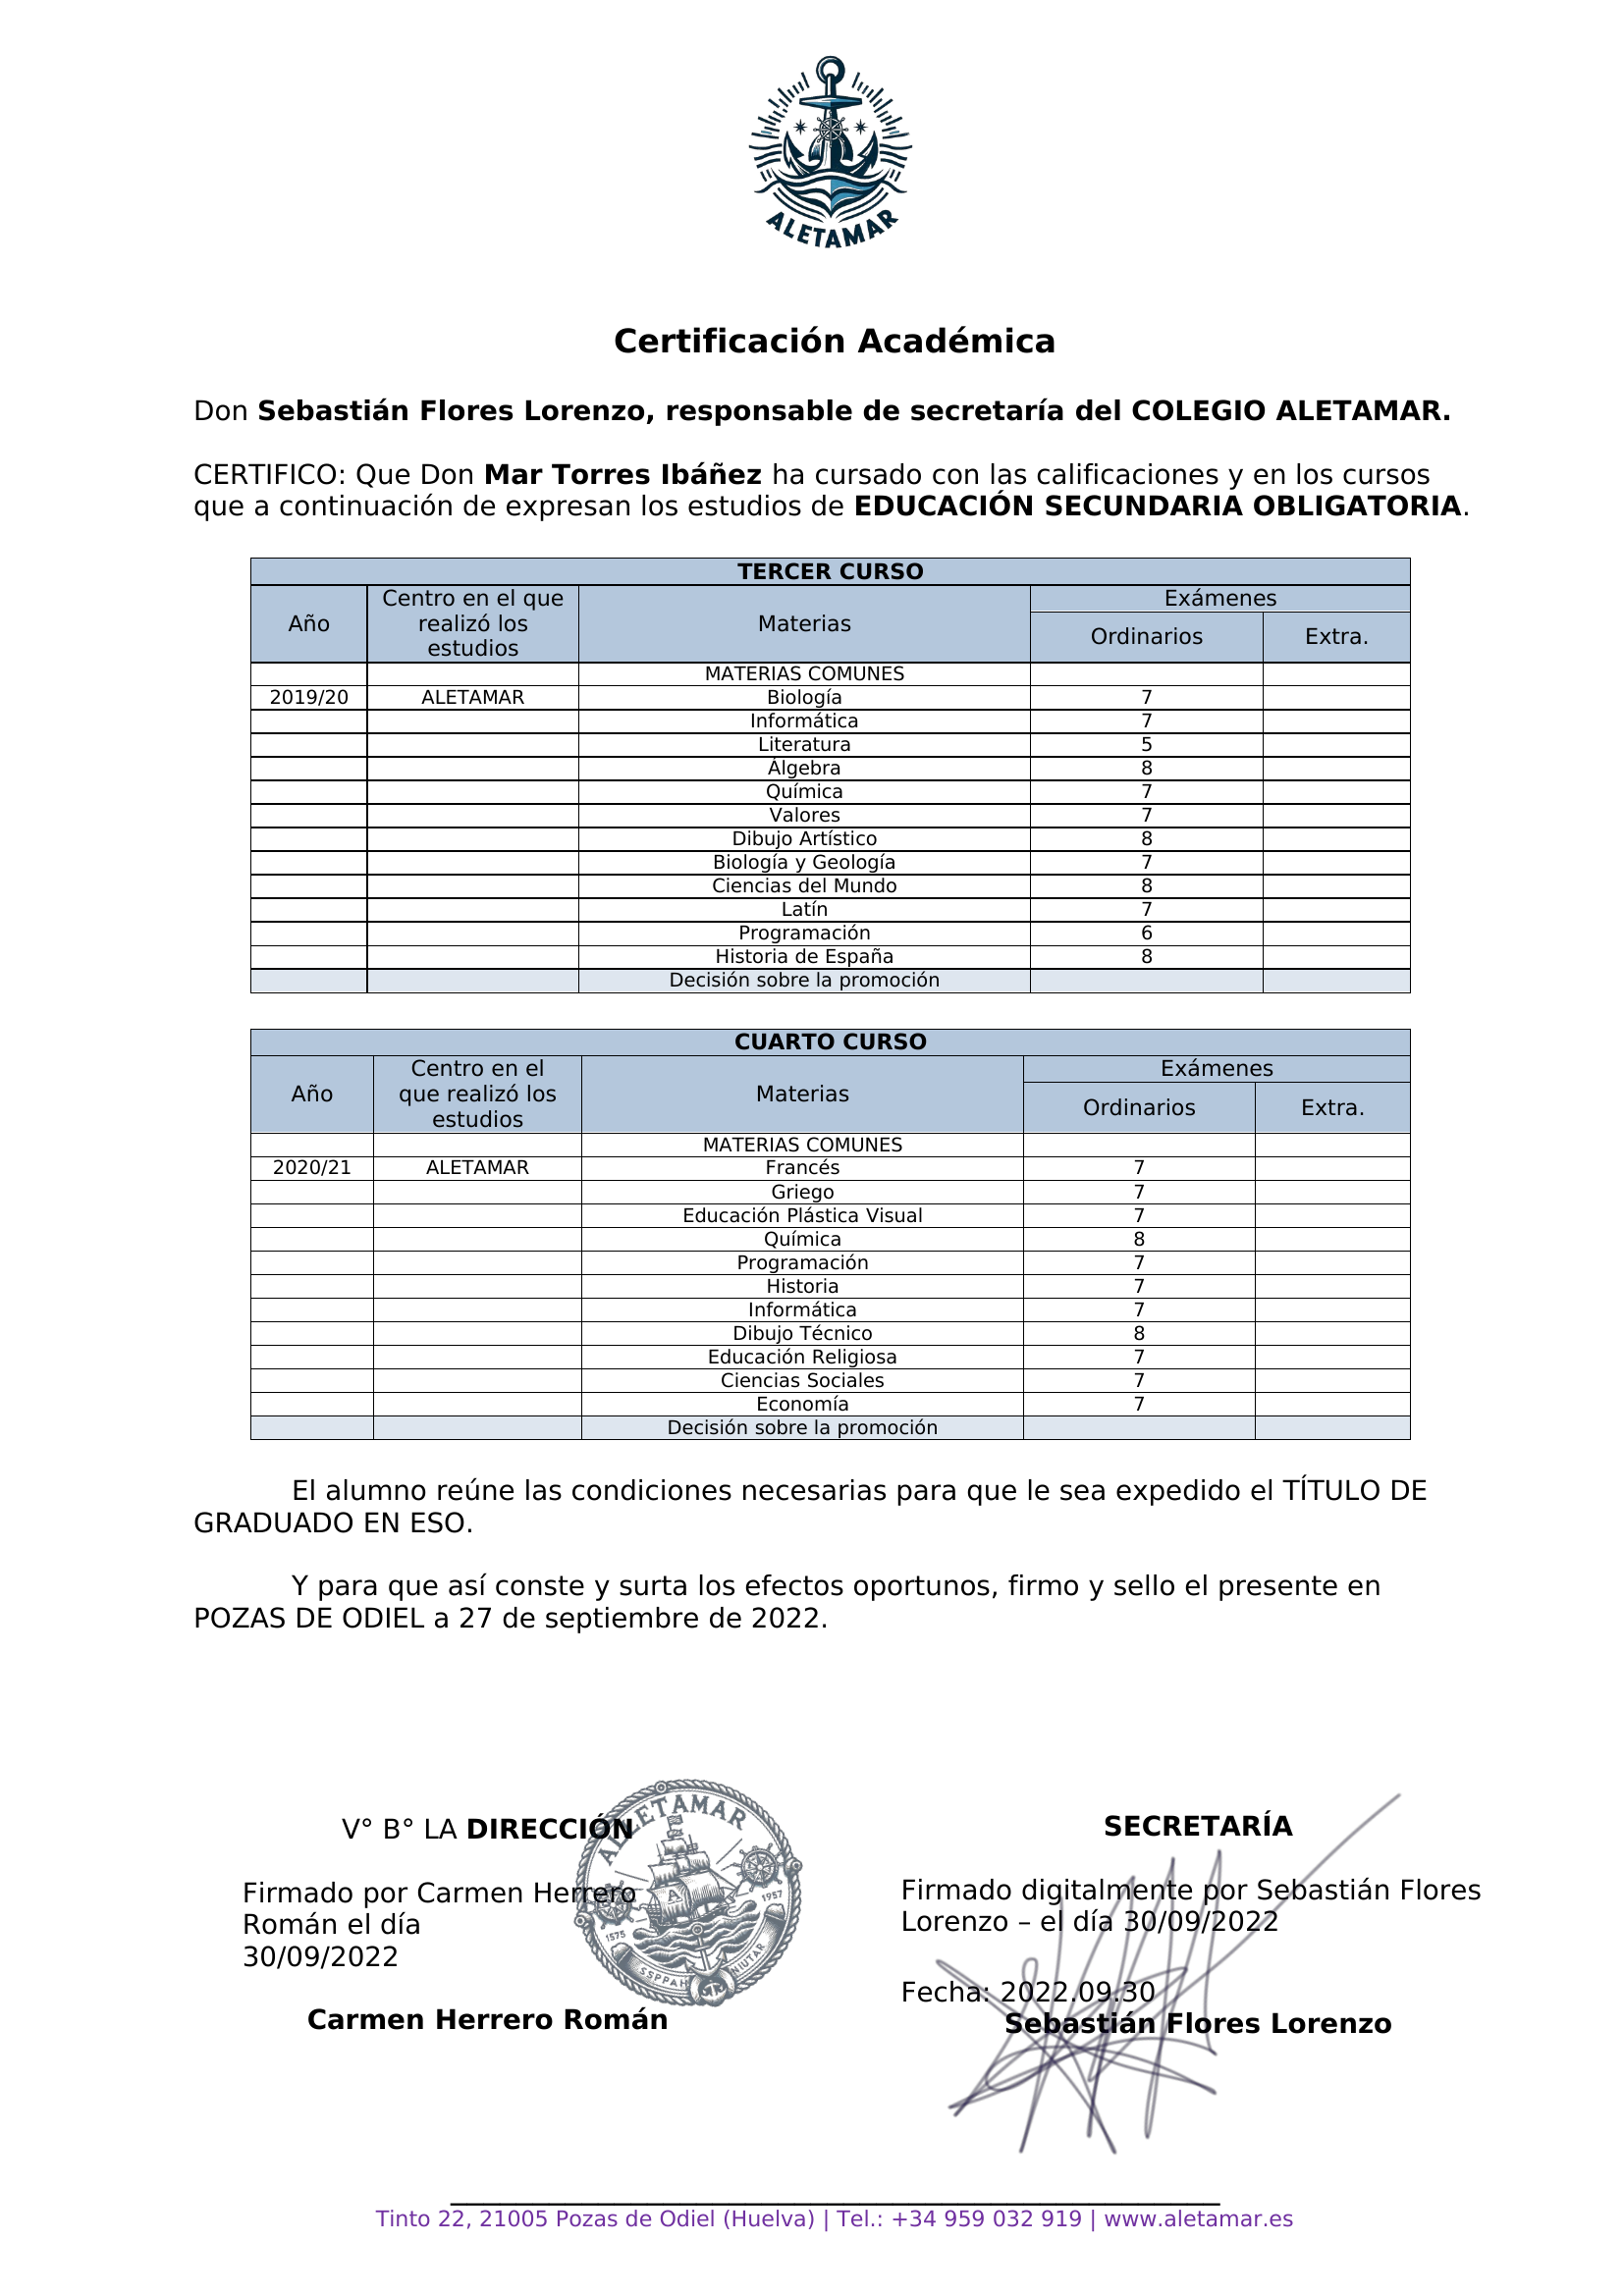 ALETAMAR
Certificación Académica
Don Sebastián Flores Lorenzo, responsable de secretaría del COLEGIO ALETAMAR.
CERTIFICO: Que Don Mar Torres Ibáñez ha cursado con las calificaciones y en los cursos
que a continuación de expresan los estudios de EDUCACIÓN SECUNDARIA OBLIGATORIA.
TERCER CURSO
Año Centro en el que realizó los estudios Materias Exámenes
Ordinarios Extra.
MATERIAS COMUNES
2019/20 ALETAMAR Biología 7
Informática 7
Literatura 5
Álgebra 8
Química 7
Valores 7
Dibujo Artístico 8
Biología y Geología 7
Ciencias del Mundo 8
Latín 7
Programación 6
Historia de España 8
Decisión sobre la promoción
CUARTO CURSO
Año Centro en el que realizó los estudios Materias Exámenes
Ordinarios Extra.
MATERIAS COMUNES
2020/21 ALETAMAR Francés 7
Griego 7
Educación Plástica Visual 7
Química 8
Programación 7
Historia 7
Informática 7
Dibujo Técnico 8
Educación Religiosa 7
Ciencias Sociales 7
Economía 7
Decisión sobre la promoción
El alumno reúne las condiciones necesarias para que le sea expedido el TÍTULO DE
GRADUADO EN ESO.
Y para que así conste y surta los efectos oportunos, firmo y sello el presente en
POZAS DE ODIEL a 27 de septiembre de 2022.
V° B° LA DIRECCIÓN
Firmado por Carmen Herrero
Román el día
30/09/2022
Carmen Herrero Román
ALLETAMAR
A
1575
1957
SSPPAH
NIUTAR
SECRETARÍA
Firmado digitalmente por Sebastián Flores
Lorenzo – el día 30/09/2022
Fecha: 2022.09.30
Sebastián Flores Lorenzo
Tinto 22, 21005 Pozas de Odiel (Huelva) | Tel.: +34 959 032 919 | www.aletamar.es